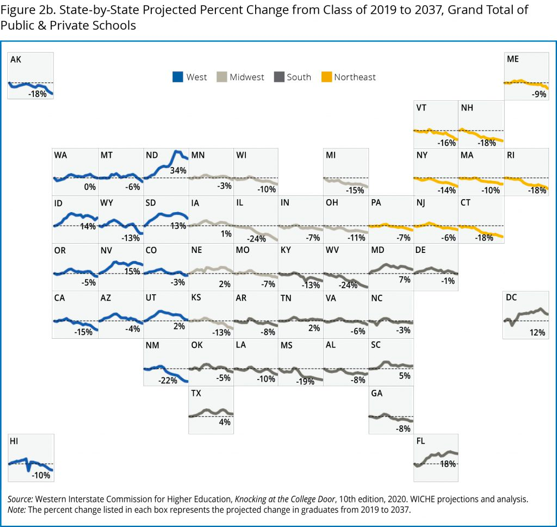 Figure 2b. State-by-State Projected Percent Change from Class of 2019 to 2037, Grand Total of
Public & Private Schools
AK
-18%
West Midwest South Northeast
ME
-9%
VT NH
-16% -18%
WA MT ND MN WI MI NY MA RI
0% -6% 34% -3% -10% -15% -14% -10% -18%
ID WY SD IA IL IN OH PA NJ CT
14% -13% 13% 1% -24% -7% -11% -7% -6% -18%
OR NV CO NE MO KY WV MD DE
-5% 15% -3% 2% -7% -13% -24% 7% -1%
CA AZ UT KS AR TN VA NC DC
-15% -4% 2% -13% -8% 2% -6% -3% 12%
NM OK LA MS AL SC
-22% -5% -10% -19% -8% 5%
TX GA
4% -8%
HI FL
-10% 18%
Source: Western Interstate Commission for Higher Education, Knocking at the College Door, 10th edition, 2020. WICHE projections and analysis.
Note: The percent change listed in each box represents the projected change in graduates from 2019 to 2037.